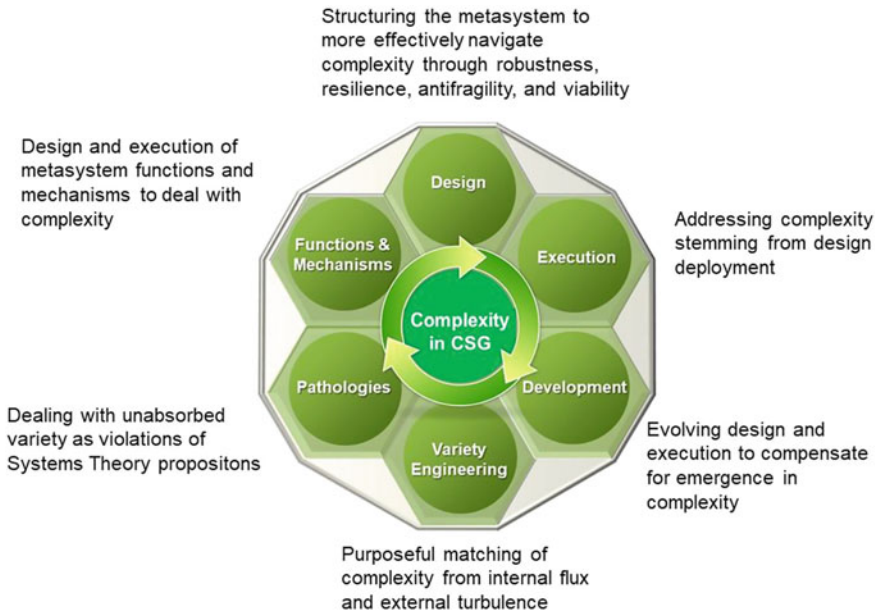 Structuring the metasystem to
more effectively navigate
complexity through robustness,
resilience, antifragility, and viability
Design and execution of
metasystem functions and
mechanisms to deal with
complexity
Design
Functions &
Mechanisms
Execution
Addressing complexity
stemming from design
deployment
Complexity
in CSG
Pathologies
Development
Dealing with unabsorbed
variety as violations of
Systems Theory propositons
Variety
Engineering
Evolving design and
execution to compensate
for emergence in
complexity
Purposeful matching of
complexity from internal flux
and external turbulence